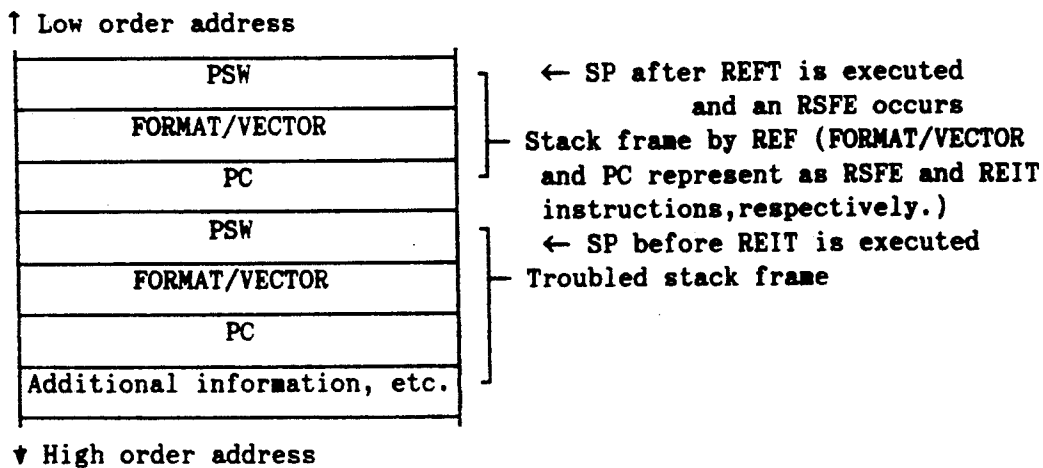 ↑ Low order address
PSW
← SP after REFT is executed
and an RSFE occurs
FORMAT/VECTOR
Stack frame by REF (FORMAT/VECTOR
and PC represent as RSFE and REIT
instructions,respectively.)
PC
PSW
← SP before REIT is executed
FORMAT/VECTOR
Troubled stack frame
PC
Additional information, etc.
↓ High order address